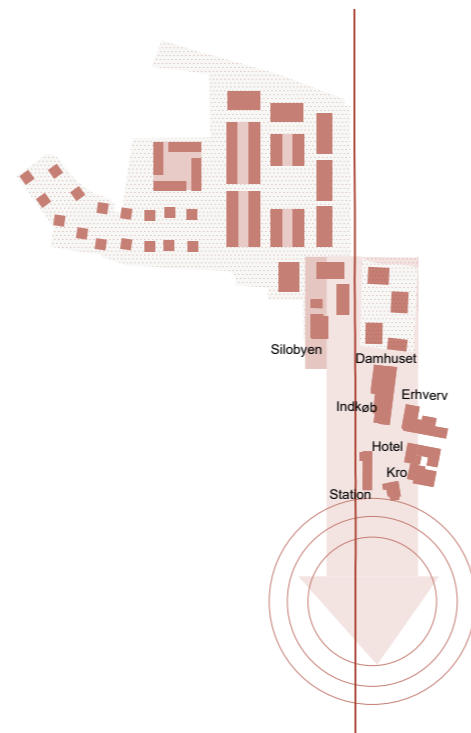 Silobyen
Damhuset
Erhverv
Indkøb
Hotel
Kro
Station